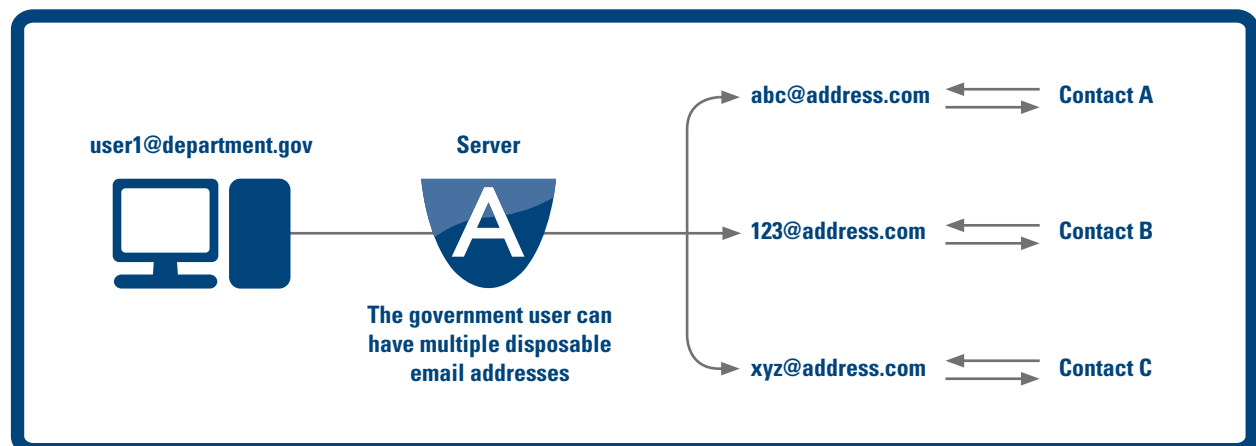 user1@department.gov
Server
A
The government user can
have multiple disposable
email addresses
abc@address.com
Contact A
123@address.com
Contact B
xyz@address.com
Contact C